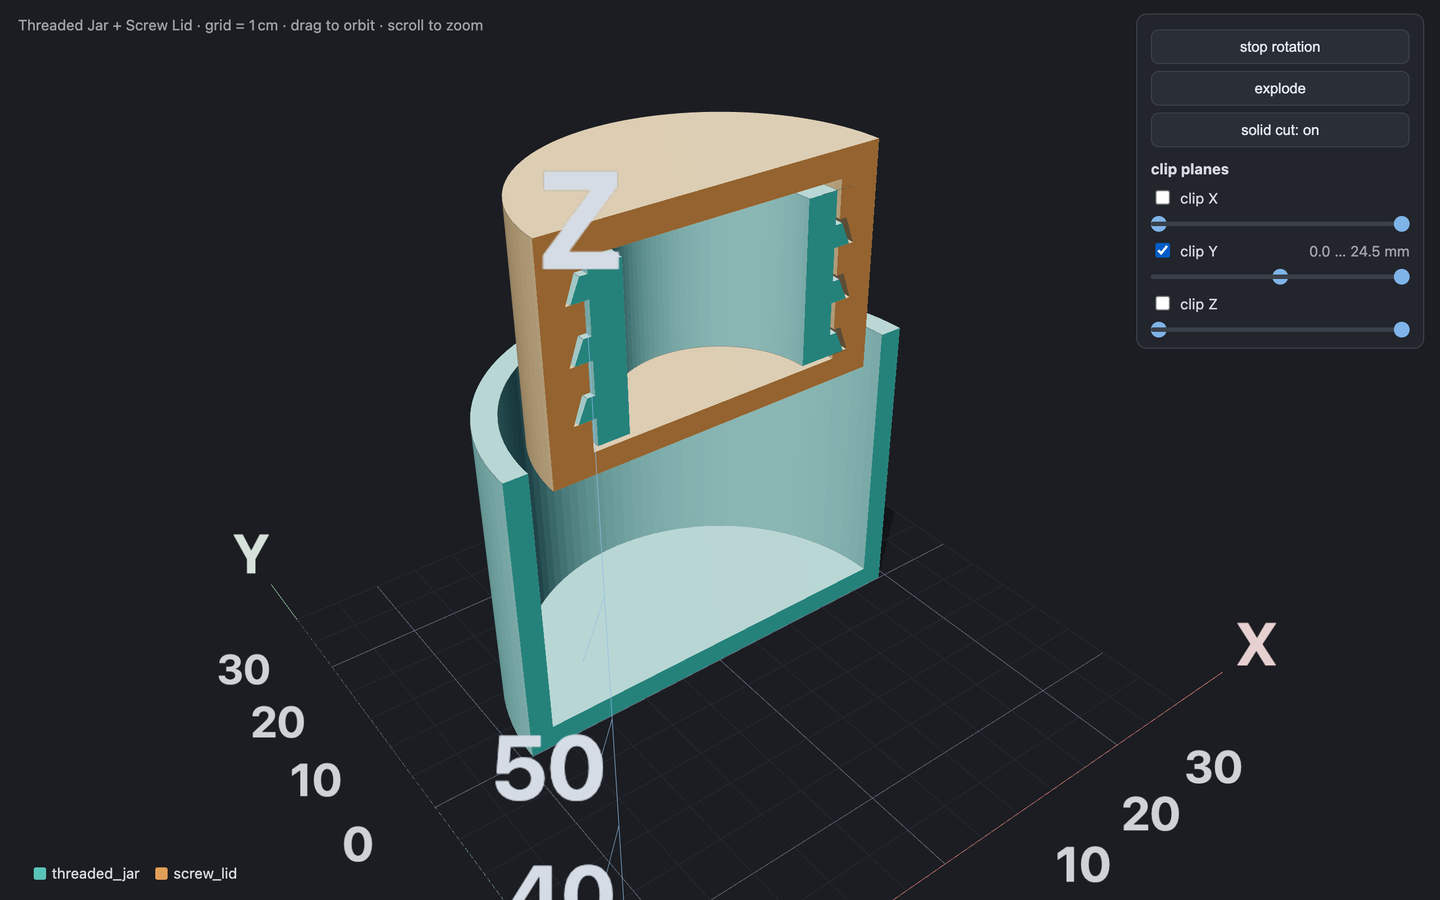 Threaded Jar + Screw Lid · grid = 1 cm · drag to orbit · scroll to zoom
stop rotation
explode
solid cut: on
clip planes
clip X
clip Y 0.0 ... 24.5 mm
clip Z
Z
Y
X
30
20
10
0
50
40
30
20
10
threaded_jar screw_lid